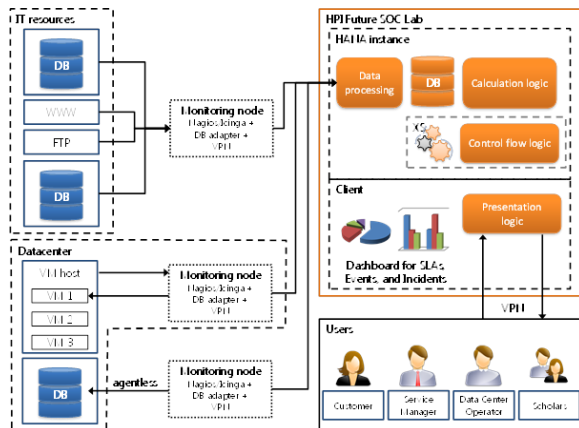 IT resources
DB
WWW
FTP
DB
Monitoring node
Nagios/Icinga +
DB adapter +
VPN
Datacenter
VM host
VM 1
VM 2
VM 3
DB
agentless
Monitoring node
Nagios/Icinga +
DB adapter +
VPN
Monitoring node
Nagios/Icinga +
DB adapter +
VPN
HPI Future SOC Lab
HANA instance
Data
processing
DB
Calculation logic
XS
Control flow logic
Client
Presentation
logic
Dashboard for SLAs,
Events, and Incidents
VPN
Users
Customer
Service
Manager
Data Center
Operator
Scholars